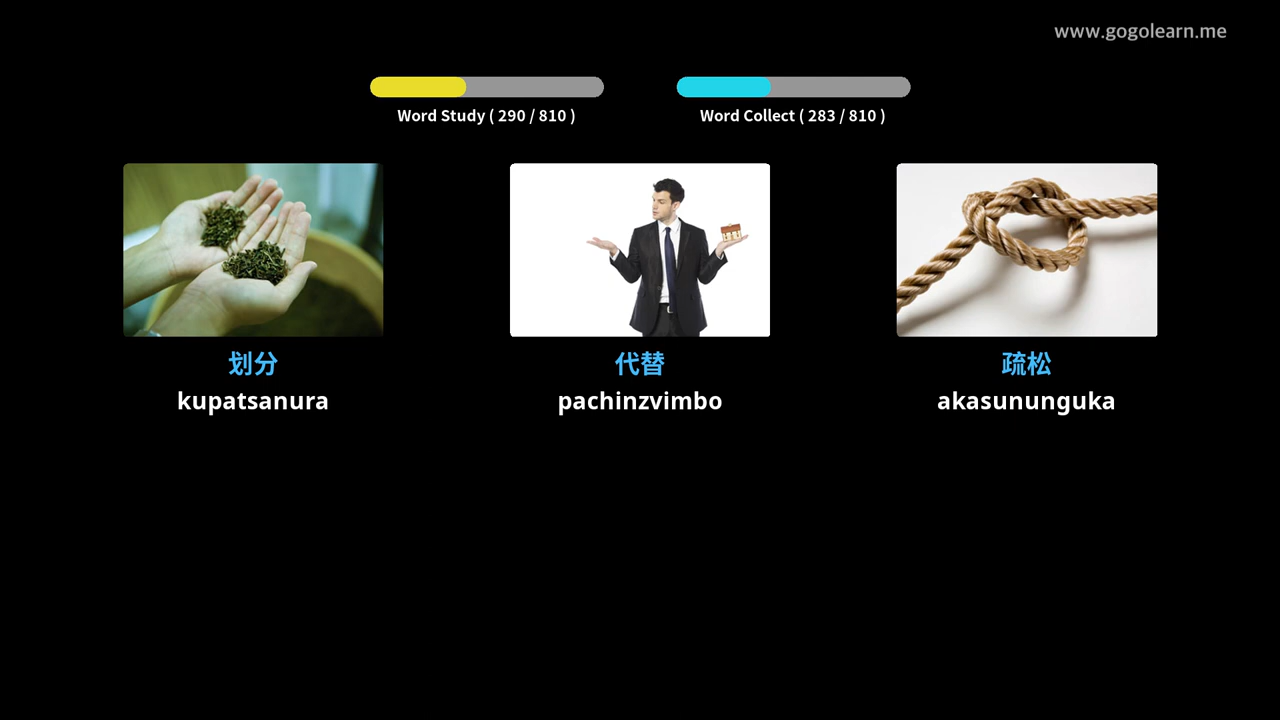 www.gogolearn.me
Word Study ( 290 / 810 )
Word Collect ( 283 / 810 )
划分
kupatsanura
代替
pachinzvimbo
疏松
akasununguka